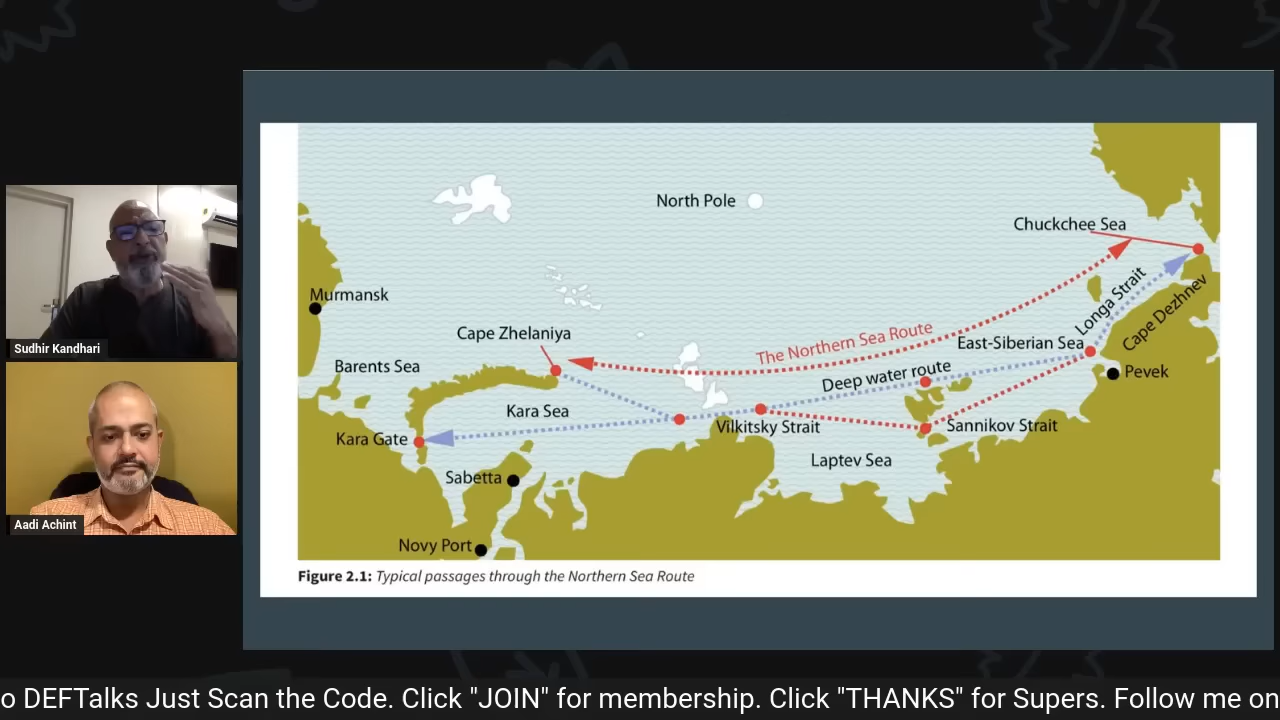 North Pole
Chuckchee Sea
Murmansk
Longa Strait
Cape Dezhnev
Cape Zhelaniya
The Northern Sea Route
East-Siberian Sea
Sudhir Kandhari
Barents Sea
Deep water route
Pevek
Kara Sea
Kara Gate
Vilkitsky Strait
Sannikov Strait
Laptev Sea
Sabetta
Aadi Achint
Novy Port
Figure 2.1: Typical passages through the Northern Sea Route
o DEFTalks Just Scan the Code. Click "JOIN" for membership. Click "THANKS" for Supers. Follow me on